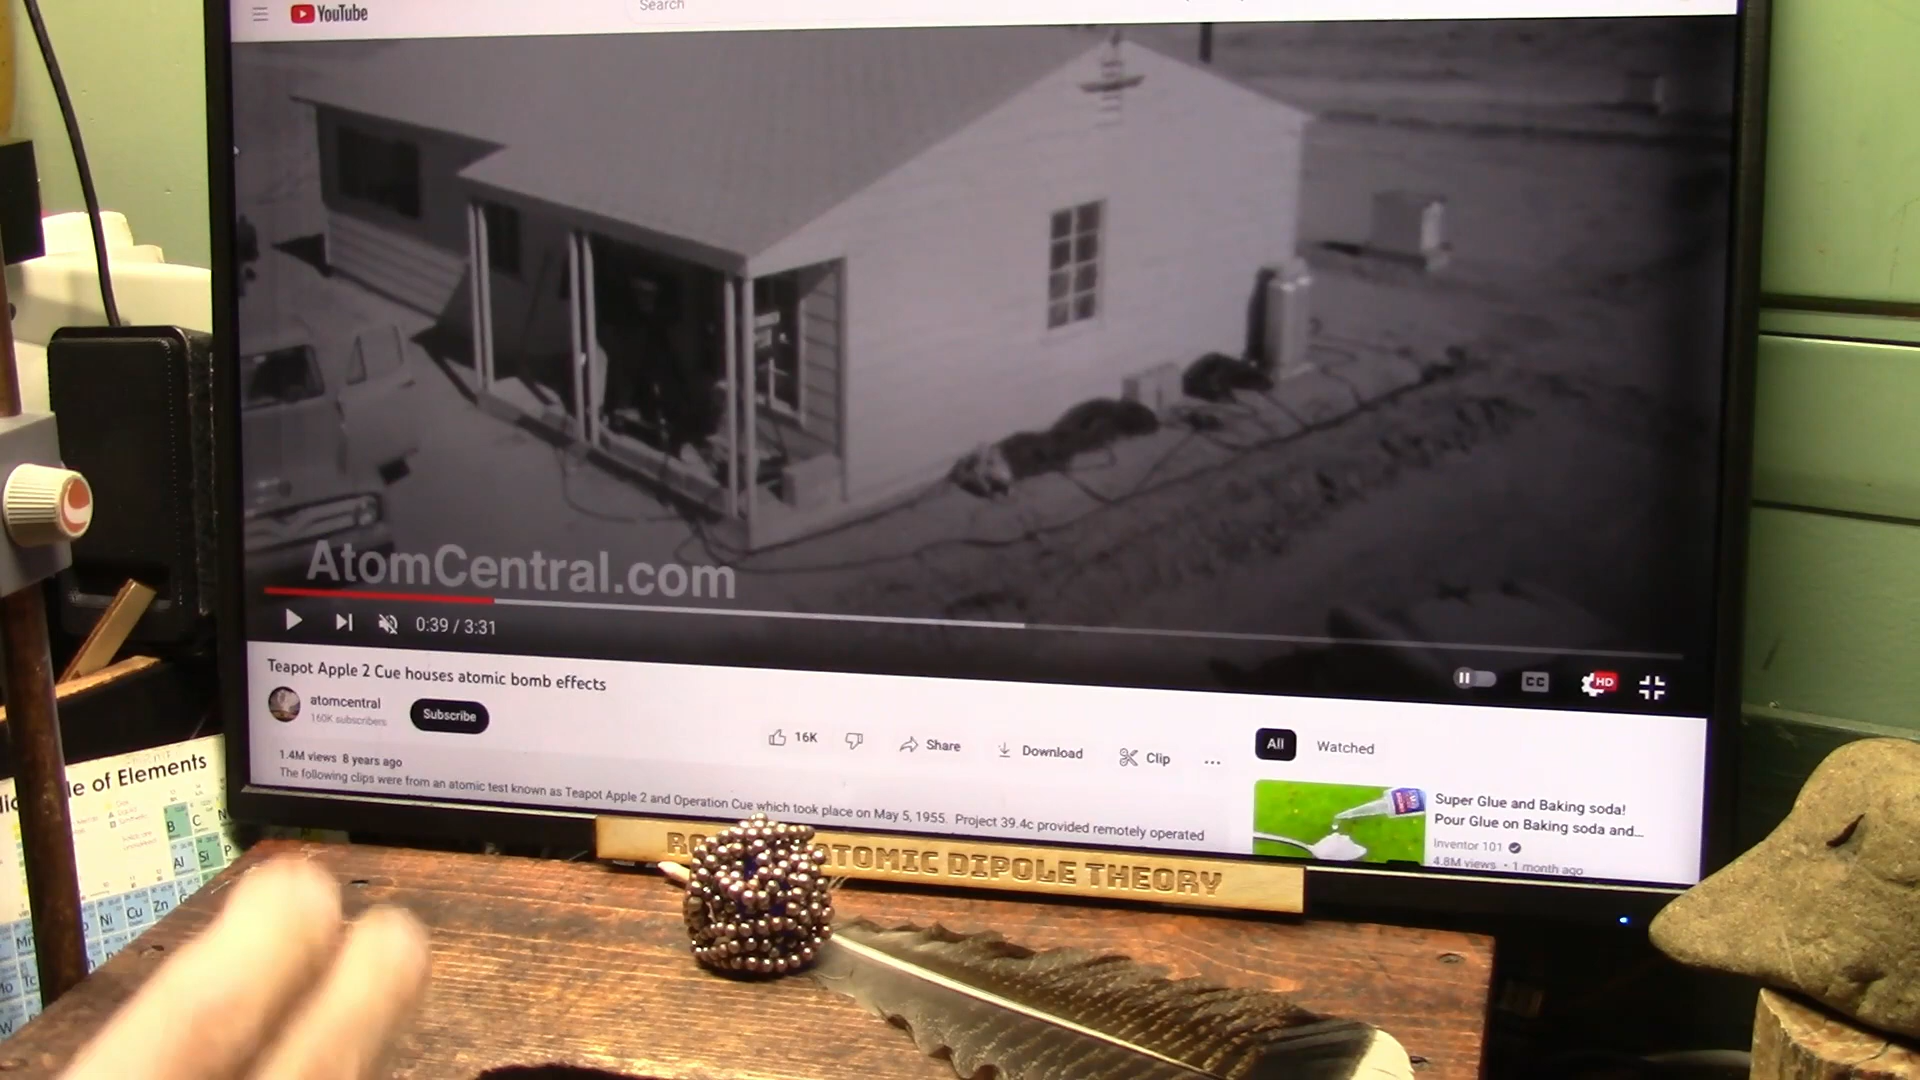 YouTube
Search
AtomCentral.com
0:39 / 3:31
CC
HD
Teapot Apple 2 Cue houses atomic bomb effects
atomcentral
160K subscribers
Subscribe
16K
Share
Download
Clip
...
All
Watched
1.4M views 8 years ago
The following clips were from an atomic test known as Teapot Apple 2 and Operation Cue which took place on May 5, 1955. Project 39.4c provided remotely operated
Super Glue and Baking soda!
Pour Glue on Baking soda and...
Inventor 101
4.8M views • 1 month ago
ATOMIC DIPOLE THEORY
le of Elements
B C N
Al Si P
Ni Cu Zn